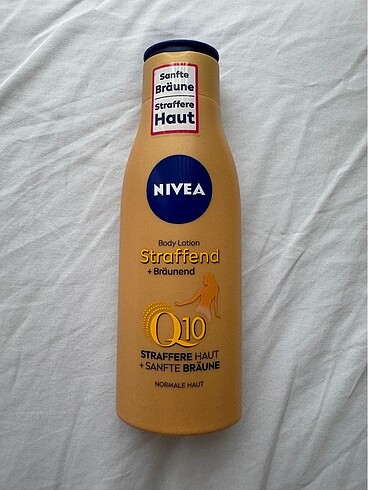 Sanfte
Bräune
Straffere
Haut
NIVEA
Body Lotion
Straffend
+ Bräunend
Q10
STRAFFERE HAUT
+ SANFTE BRÄUNE
NORMALE HAUT